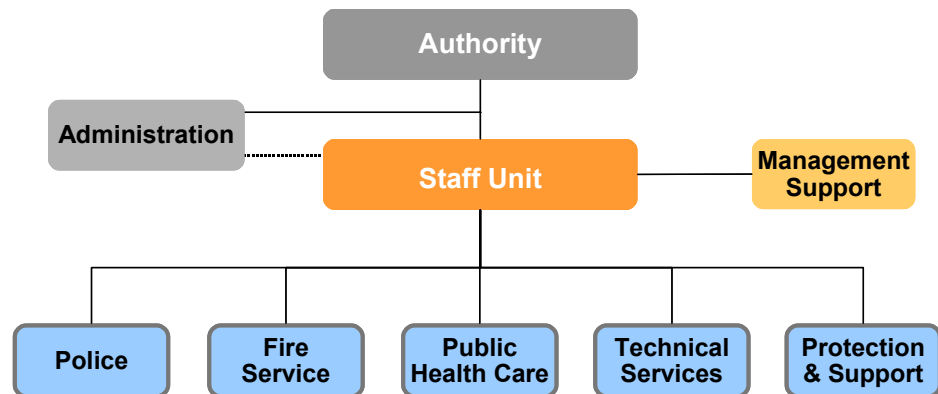 Authority
Administration
Staff Unit
Management
Support
Police
Fire
Service
Public
Health Care
Technical
Services
Protection
& Support